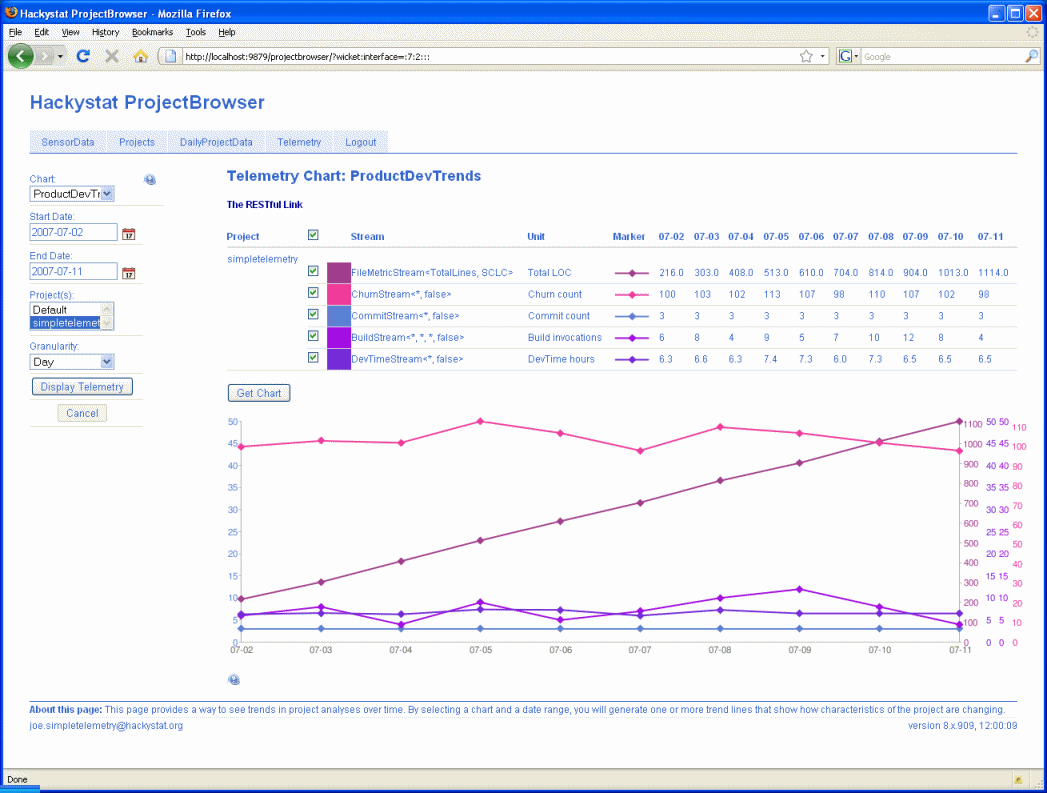 Hackystat ProjectBrowser - Mozilla Firefox
File Edit View History Bookmarks Tools Help
http://localhost:9879/projectbrowser/?wicket:interface=:7:2::: G Google
Hackystat ProjectBrowser
SensorData Projects DailyProjectData Telemetry Logout
Chart:
ProductDevTr
Start Date:
2007-07-02
17
End Date:
2007-07-11
17
Project(s):
Default
simpletelemet
Granularity:
Day
Display Telemetry
Cancel
Telemetry Chart: ProductDevTrends
The RESTful Link
Project Stream Unit Marker 07-02 07-03 07-04 07-05 07-06 07-07 07-08 07-09 07-10 07-11
simpletelemetry
FileMetricStream<TotalLines, SCLC> Total LOC 216.0 303.0 408.0 513.0 610.0 704.0 814.0 904.0 1013.0 1114.0
ChurnStream<*, false> Churn count 100 103 102 113 107 98 110 107 102 98
CommitStream<*, false> Commit count 3 3 3 3 3 3 3 3 3 3
BuildStream<*, *, *, false> Build invocations 6 8 4 9 5 7 10 12 8 4
DevTimeStream<*, false> DevTime hours 6.3 6.6 6.3 7.4 7.3 6.0 7.3 6.5 6.5 6.5
Get Chart
50 1100 50 50 110
45 1000 45 45 100
40 900 40 40 90
35 800 35 35 80
30 700 30 30 70
600 60
25 500 25 25 50
20 400 20 20 40
15 300 15 15 30
10 200 10 10 20
5 100 5 5 10
0 0 0 0 0
07-02 07-03 07-04 07-05 07-06 07-07 07-08 07-09 07-10 07-11
About this page: This page provides a way to see trends in project analyses over time. By selecting a chart and a date range, you will generate one or more trend lines that show how characteristics of the project are changing.
joe.simpletelemetry@hackystat.org version 8.x.909, 12:00:09
Done